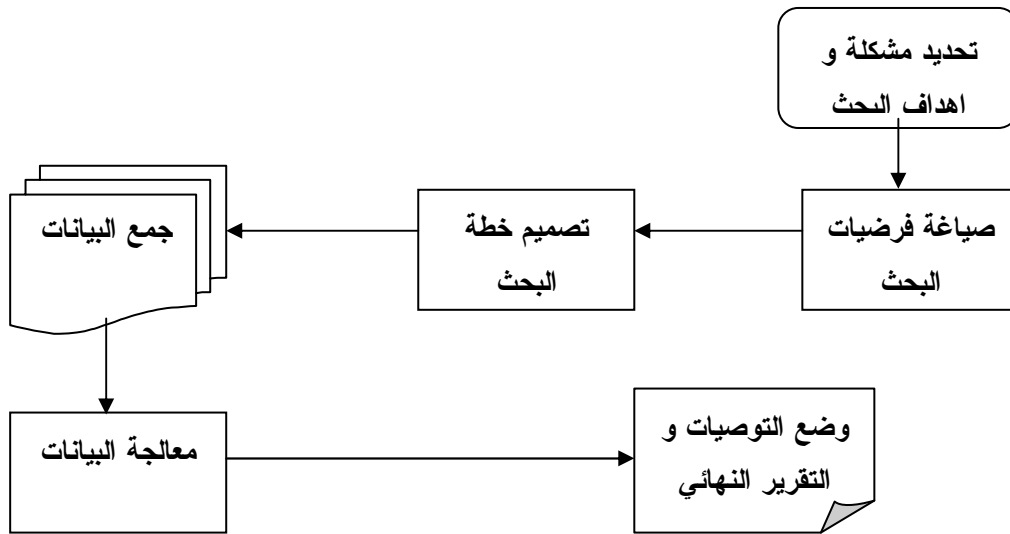 تحديد مشكلة و
اهداف البحث
صياغة فرضيات
البحث
تصميم خطة
البحث
جمع البيانات
معالجة البيانات
وضع التوصيات و
التقرير النهائي